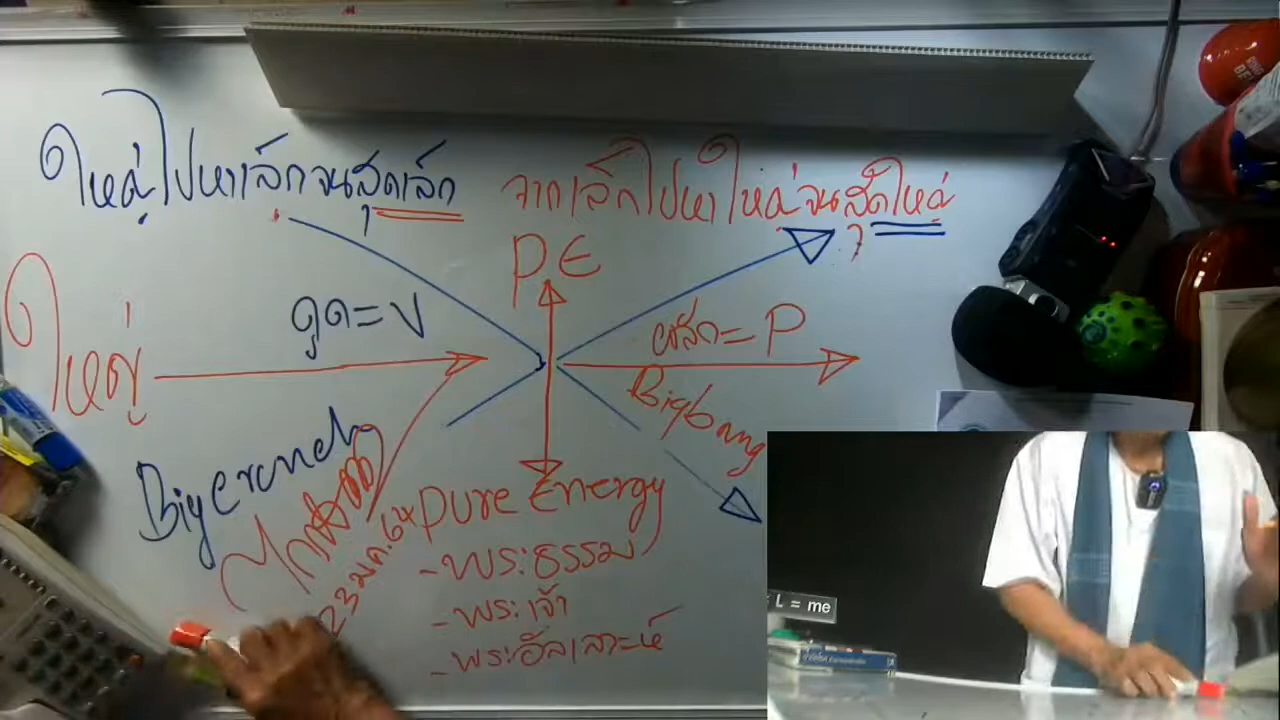 ใหญ่ไปหาเล็กจนสุดเล็ก
จากเล็กไปหาใหญ่จนสุดใหญ่
PE
ใหญ่
ดูด=V
ผลัก=P
Bigbang
Bigcrunch
23 ม.ค.
Pure Energy
-พระธรรม
-พระเจ้า
-พระอัลเลาะห์
L = me